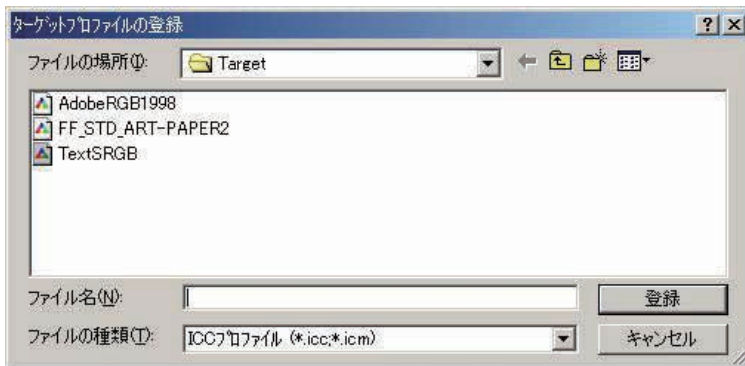 ターゲットプロファイルの登録
ファイルの場所(I):
Target
AdobeRGB1998
FF_STD_ART-PAPER2
TextSRGB
ファイル名(N):
登録
ファイルの種類(T):
ICCプロファイル (*.icc;*.icm)
キャンセル